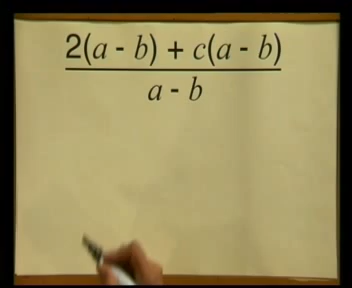 2(a - b) + c(a - b)
a - b